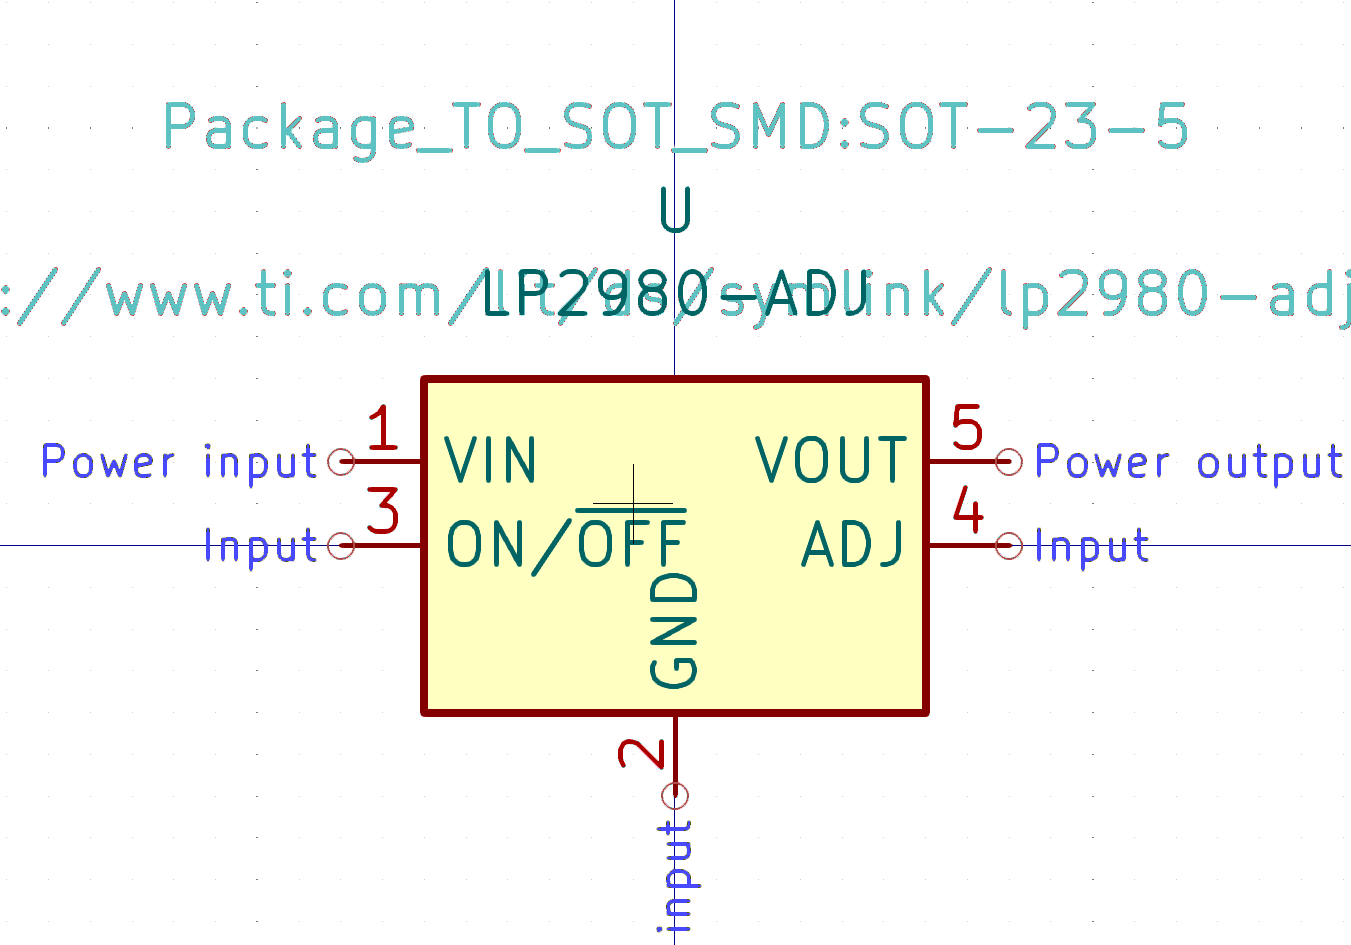 Package_TO_SOT_SMD:SOT-23-5
U
://www.ti.com/lit/ds/symlink/lp2980-adj
LP2980-ADJ
1 5
Power input VIN VOUT Power output
3 4
Input ON/OFF ADJ Input
GND
2
input